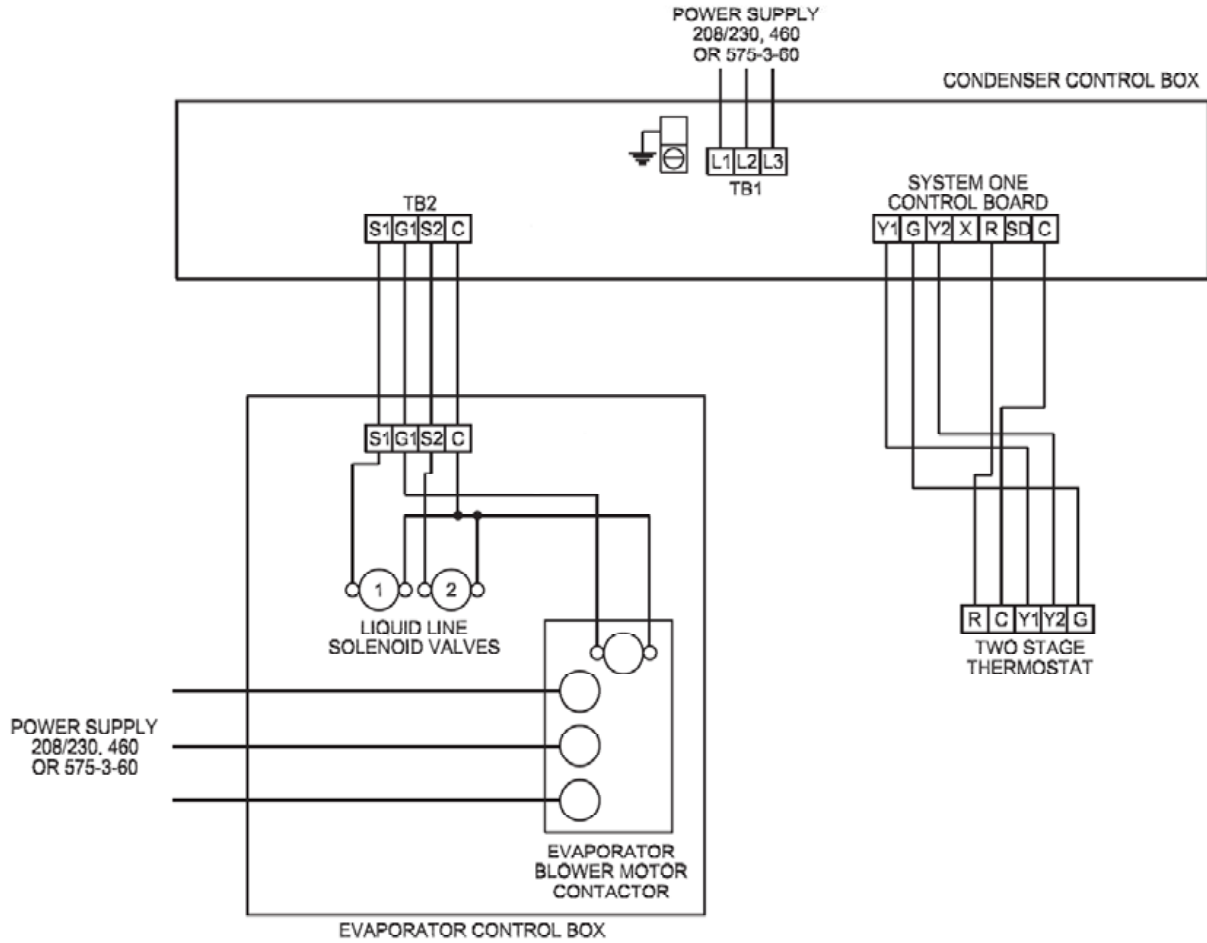 POWER SUPPLY
208/230, 460
OR 575-3-60
CONDENSER CONTROL BOX
L1 L2 L3
TB1
SYSTEM ONE
CONTROL BOARD
TB2
S1 G1 S2 C
Y1 G Y2 X R SD C
S1 G1 S2 C
1 2
LIQUID LINE
SOLENOID VALVES
R C Y1 Y2 G
TWO STAGE
THERMOSTAT
POWER SUPPLY
208/230. 460
OR 575-3-60
EVAPORATOR
BLOWER MOTOR
CONTACTOR
EVAPORATOR CONTROL BOX